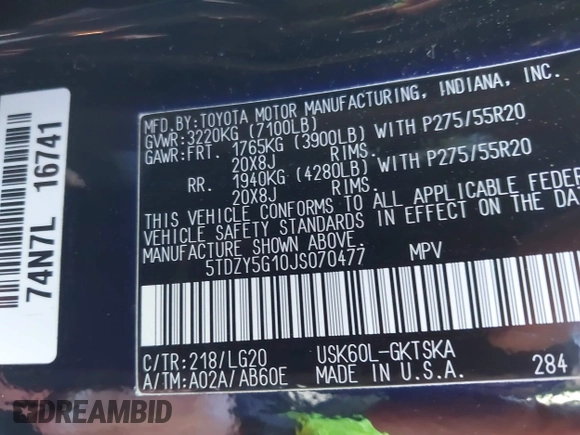 74N7L 16741
MFD.BY:TOYOTA MOTOR MANUFACTURING, INDIANA, INC.
GVWR:3220KG (7100LB)
GAWR:FRT. 1765KG (3900LB) WITH P275/55R20
20X8J RIMS.
RR. 1940KG (4280LB) WITH P275/55R20
20X8J RIMS.
THIS VEHICLE CONFORMS TO ALL APPLICABLE FEDER
VEHICLE SAFETY STANDARDS IN EFFECT ON THE DA
MANUFACTURE SHOWN ABOVE.
5TDZY5G10JS070477 MPV
C/TR:218/LG20 USK60L-GKTSKA
A/TM:A02A/AB60E MADE IN U.S.A. 284
DREAMBID